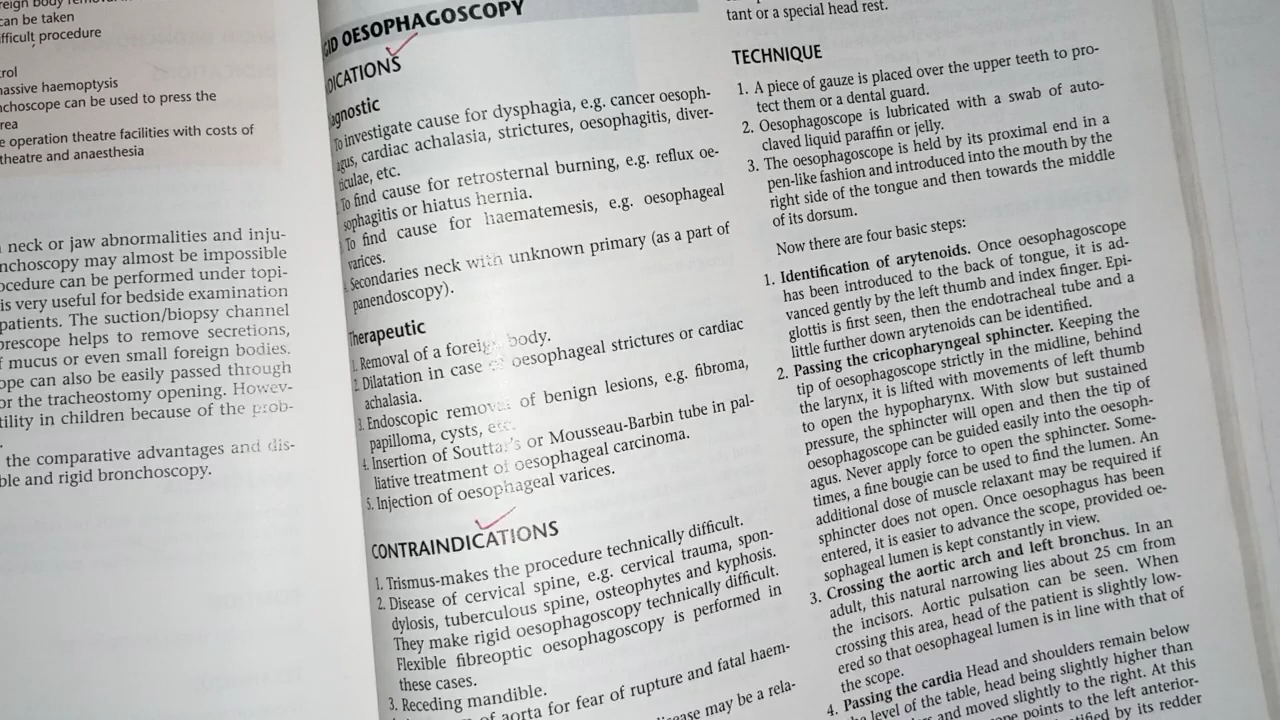 can be taken
difficult procedure
massive haemoptysis
can be used to press the
operation theatre facilities with costs of
theatre and anaesthesia
neck or jaw abnormalities and inju-
may almost be impossible
can be performed under topi-
is very useful for bedside examination
patients. The suction/biopsy channel
helps to remove secretions,
mucus or even small foreign bodies.
can also be easily passed through
or the tracheostomy opening. Howev-
in children because of the prob-
the comparative advantages and dis-
and rigid bronchoscopy.
OESOPHAGOSCOPY
To investigate cause for dysphagia, e.g. cancer oesoph-
agus, cardiac achalasia, strictures, oesophagitis, diver-
ticulae, etc.
To find cause for retrosternal burning, e.g. reflux oe-
sophagitis or hiatus hernia.
To find cause for haematemesis, e.g. oesophageal
varices.
Secondaries neck with unknown primary (as a part of
panendoscopy).
Therapeutic
1. Removal of a foreign body.
2. Dilatation in case of oesophageal strictures or cardiac
achalasia.
3. Endoscopic removal of benign lesions, e.g. fibroma,
papilloma, cysts, etc.
4. Insertion of Souttar's or Mousseau-Barbin tube in pal-
liative treatment of oesophageal carcinoma.
5. Injection of oesophageal varices.
CONTRAINDICATIONS
1. Trismus-makes the procedure technically difficult.
2. Disease of cervical spine, e.g. cervical trauma, spon-
dylosis, tuberculous spine, osteophytes and kyphosis.
They make rigid oesophagoscopy technically difficult.
Flexible fibreoptic oesophagoscopy is performed in
these cases.
3. Receding mandible.
of aorta for fear of rupture and fatal haem-
may be a rela-
tant or a special head rest.
TECHNIQUE
1. A piece of gauze is placed over the upper teeth to pro-
tect them or a dental guard.
2. Oesophagoscope is lubricated with a swab of auto-
claved liquid paraffin or jelly.
3. The oesophagoscope is held by its proximal end in a
pen-like fashion and introduced into the mouth by the
right side of the tongue and then towards the middle
of its dorsum.
Now there are four basic steps:
1. Identification of arytenoids. Once oesophagoscope
has been introduced to the back of tongue, it is ad-
vanced gently by the left thumb and index finger. Epi-
glottis is first seen, then the endotracheal tube and a
little further down arytenoids can be identified.
2. Passing the cricopharyngeal sphincter. Keeping the
tip of oesophagoscope strictly in the midline, behind
the larynx, it is lifted with movements of left thumb
to open the hypopharynx. With slow but sustained
pressure, the sphincter will open and then the tip of
oesophagoscope can be guided easily into the oesoph-
agus. Never apply force to open the sphincter. Some-
times, a fine bougie can be used to find the lumen. An
additional dose of muscle relaxant may be required if
sphincter does not open. Once oesophagus has been
entered, it is easier to advance the scope, provided oe-
sophageal lumen is kept constantly in view.
3. Crossing the aortic arch and left bronchus. In an
adult, this natural narrowing lies about 25 cm from
the incisors. Aortic pulsation can be seen. When
crossing this area, head of the patient is slightly low-
ered so that oesophageal lumen is in line with that of
the scope.
4. Passing the cardia Head and shoulders remain below
level of the table, head being slightly higher than
and moved slightly to the right. At this
points to the left anterior-
by its redder